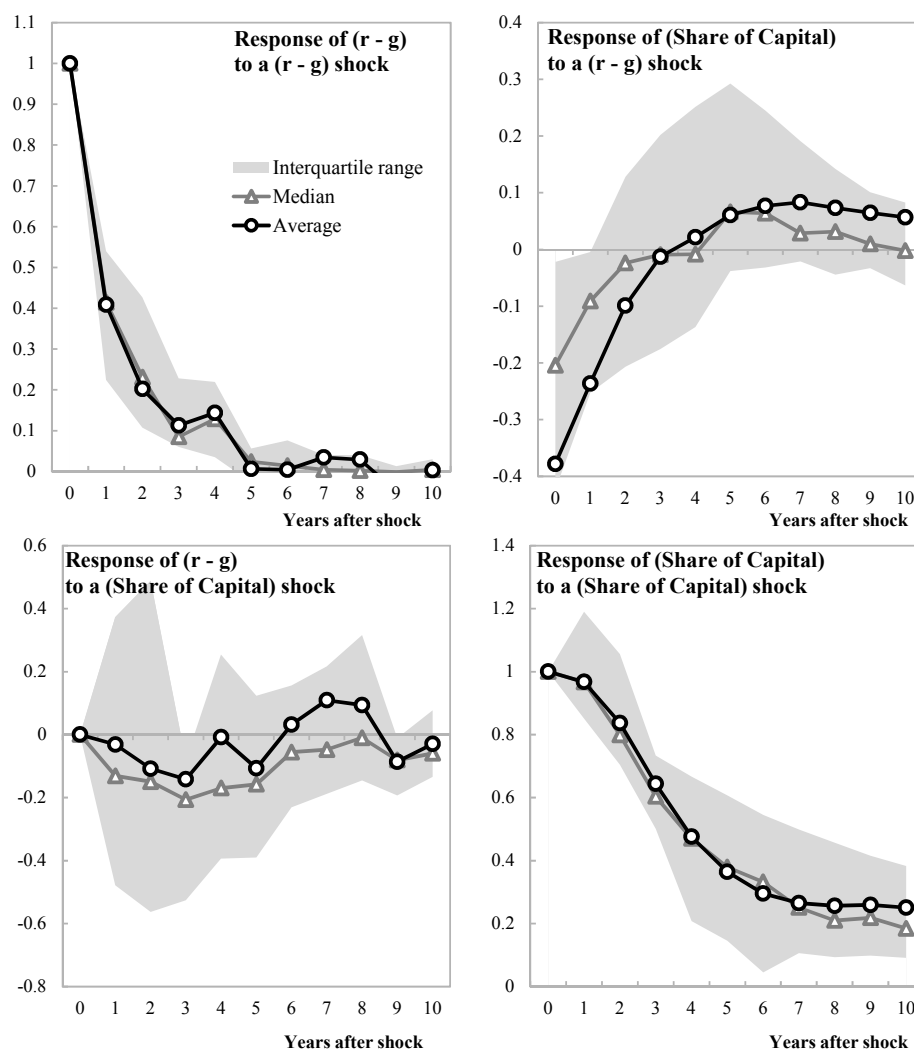 Response of (r - g)
to a (r - g) shock
1.1
1
0.9
0.8
0.7
0.6
0.5
0.4
0.3
0.2
0.1
0
Interquartile range
Median
Average
0 1 2 3 4 5 6 7 8 9 10
Years after shock
Response of (Share of Capital)
to a (r - g) shock
0.4
0.3
0.2
0.1
0
-0.1
-0.2
-0.3
-0.4
0 1 2 3 4 5 6 7 8 9 10
Years after shock
Response of (r - g)
to a (Share of Capital) shock
0.6
0.4
0.2
0
-0.2
-0.4
-0.6
-0.8
0 1 2 3 4 5 6 7 8 9 10
Years after shock
Response of (Share of Capital)
to a (Share of Capital) shock
1.4
1.2
1
0.8
0.6
0.4
0.2
0
0 1 2 3 4 5 6 7 8 9 10
Years after shock